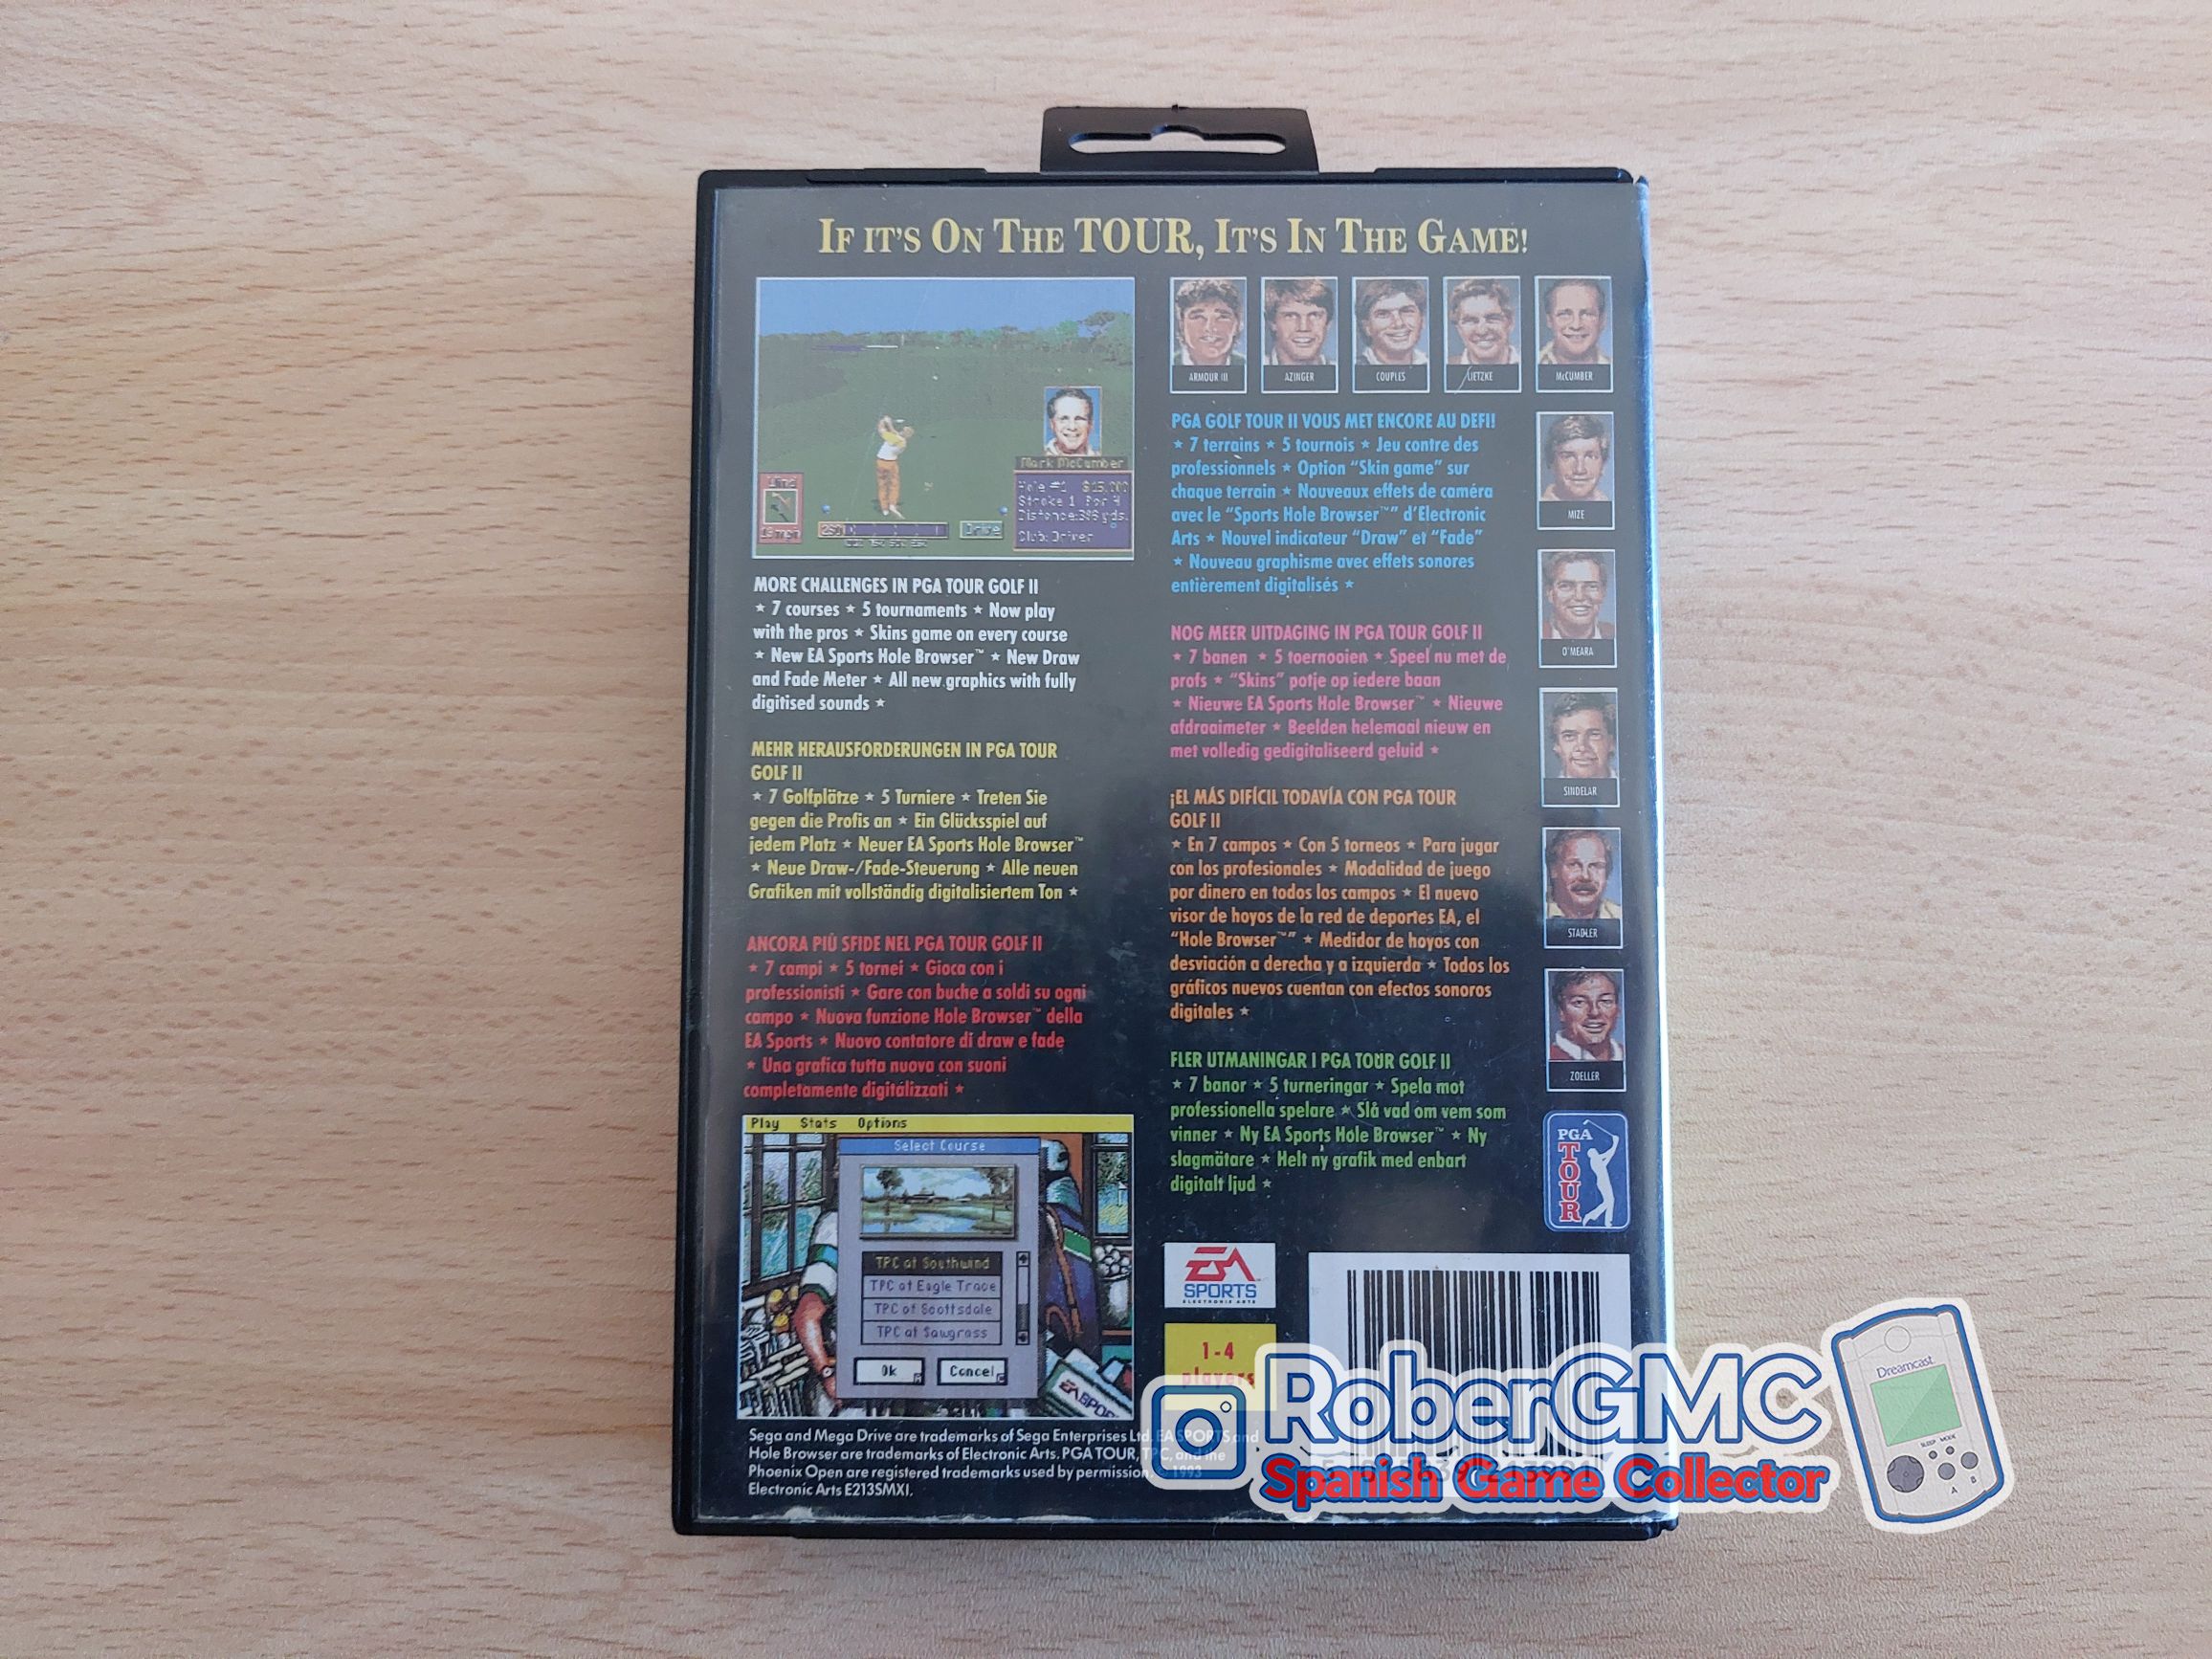 IF IT'S ON THE TOUR, IT'S IN THE GAME!
Mark McCumber
Wind
Stroke 1 Par 4
Club: Driver
Drive
MORE CHALLENGES IN PGA TOUR GOLF II
★ 7 courses ★ 5 tournaments ★ Now play
with the pros ★ Skins game on every course
★ New EA Sports Hole Browser™ ★ New Draw
and Fade Meter ★ All new graphics with fully
digitised sounds ★
MEHR HERAUSFORDERUNGEN IN PGA TOUR
GOLF II
★ 7 Golfplätze ★ 5 Turniere ★ Treten Sie
gegen die Profis an ★ Ein Glücksspiel auf
jedem Platz ★ Neuer EA Sports Hole Browser™
★ Neue Draw-/Fade-Steuerung ★ Alle neuen
Grafiken mit vollständig digitalisiertem Ton ★
ANCORA PIÙ SFIDE NEL PGA TOUR GOLF II
★ 7 campi ★ 5 tornei ★ Gioca con i
professionisti ★ Gare con buche a soldi su ogni
campo ★ Nuova funzione Hole Browser™ della
EA Sports ★ Nuovo contatore di draw e fade
★ Una grafica tutta nuova con suoni
completamente digitalizzati ★
Play Stats Options
Select Course
TPC at Southwind
TPC at Eagle Trace
TPC of Scottsdale
TPC at Sawgrass
Ok
Cancel
EA SPORTS
Sega and Mega Drive are trademarks of Sega Enterprises Ltd. EA SPORTS and
Hole Browser are trademarks of Electronic Arts. PGA TOUR, TPC, and the
Phoenix Open are registered trademarks used by permission. © 1993
Electronic Arts E213SMXI.
ARMOUR III
AZINGER
COUPLES
LIETZKE
McCUMBER
MIZE
O'MEARA
SINDELAR
STADLER
ZOELLER
PGA GOLF TOUR II VOUS MET ENCORE AU DEFI!
★ 7 terrains ★ 5 tournois ★ Jeu contre des
professionnels ★ Option "Skin game" sur
chaque terrain ★ Nouveaux effets de caméra
avec le "Sports Hole Browser™" d'Electronic
Arts ★ Nouvel indicateur "Draw" et "Fade"
★ Nouveau graphisme avec effets sonores
entièrement digitalisés ★
NOG MEER UITDAGING IN PGA TOUR GOLF II
★ 7 banen ★ 5 toernooien ★ Speel nu met de
profs ★ "Skins" potje op iedere baan
★ Nieuwe EA Sports Hole Browser™ ★ Nieuwe
afdraaimeter ★ Beelden helemaal nieuw en
met volledig gedigitaliseerd geluid ★
¡EL MÁS DIFÍCIL TODAVÍA CON PGA TOUR
GOLF II
★ En 7 campos ★ Con 5 torneos ★ Para jugar
con los profesionales ★ Modalidad de juego
por dinero en todos los campos ★ El nuevo
visor de hoyos de la red de deportes EA, el
"Hole Browser™" ★ Medidor de hoyos con
desviación a derecha y a izquierda ★ Todos los
gráficos nuevos cuentan con efectos sonoros
digitales ★
FLER UTMANINGAR I PGA TOUR GOLF II
★ 7 banor ★ 5 turneringar ★ Spela mot
professionella spelare ★ Slå vad om vem som
vinner ★ Ny EA Sports Hole Browser™ ★ Ny
slagmätare ★ Helt ny grafik med enbart
digitalt ljud ★
PGA
TOUR
EA
SPORTS
ELECTRONIC ARTS
1-4
players
RoberGMC
Spanish Game Collector
Dreamcast
SLEEP MODE
A
B